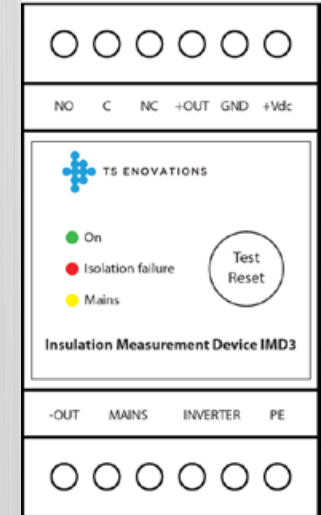 NO C NC +OUT GND +Vdc
TS ENOVATIONS
On
Isolation failure
Mains
Test
Reset
Insulation Measurement Device IMD3
-OUT MAINS INVERTER PE